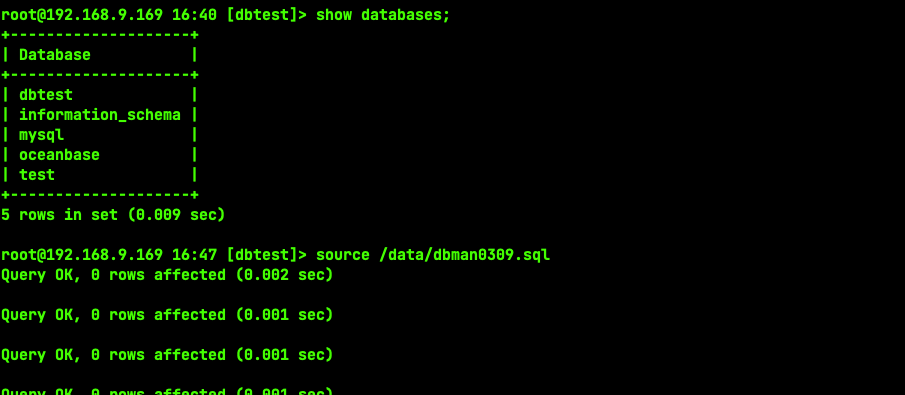 root@192.168.9.169 16:40 [dbtest]> show databases;
+--------------------+
| Database           |
+--------------------+
| dbtest             |
| information_schema |
| mysql              |
| oceanbase          |
| test               |
+--------------------+
5 rows in set (0.009 sec)
root@192.168.9.169 16:47 [dbtest]> source /data/dbman0309.sql
Query OK, 0 rows affected (0.002 sec)
Query OK, 0 rows affected (0.001 sec)
Query OK, 0 rows affected (0.001 sec)
Query OK, 0 rows affected (0.001 sec)